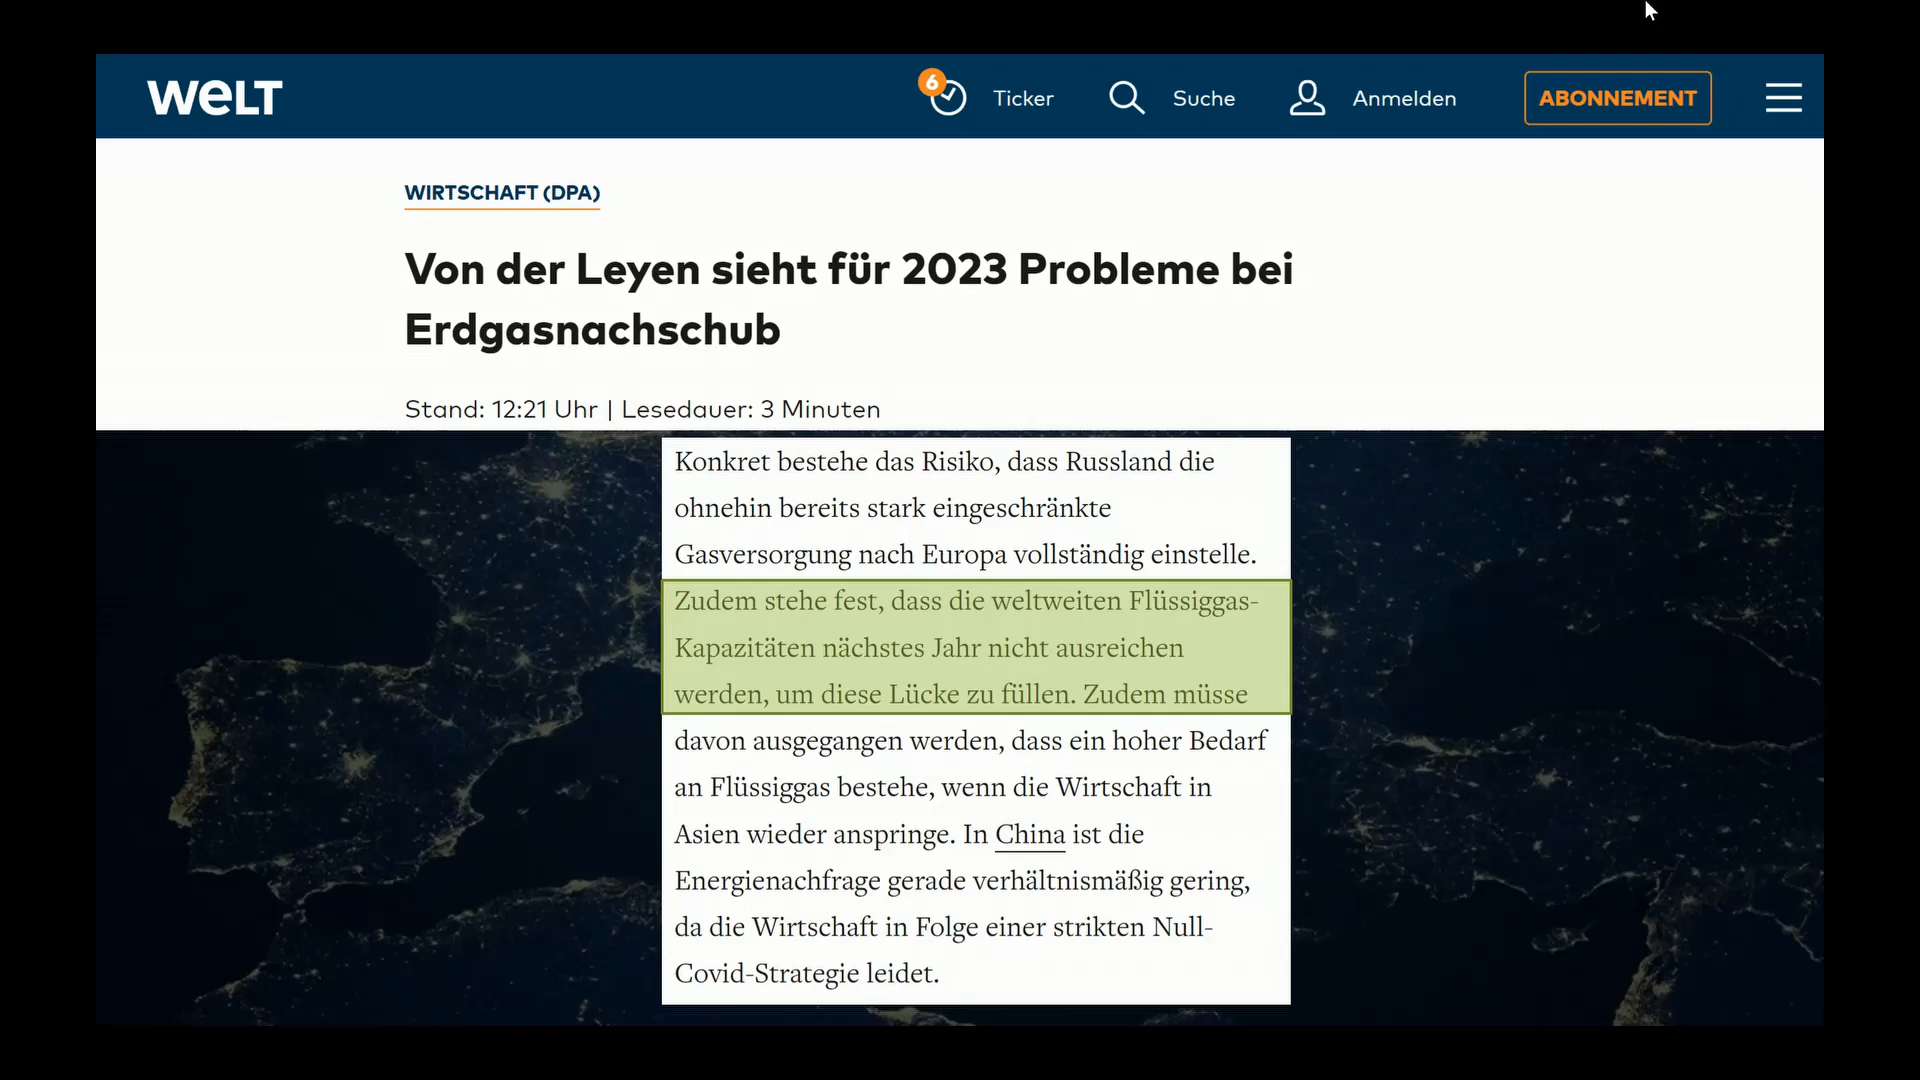 WELT
6
Ticker
Suche
Anmelden
ABONNEMENT
WIRTSCHAFT (DPA)
Von der Leyen sieht für 2023 Probleme bei
Erdgasnachschub
Stand: 12:21 Uhr | Lesedauer: 3 Minuten
Konkret bestehe das Risiko, dass Russland die
ohnehin bereits stark eingeschränkte
Gasversorgung nach Europa vollständig einstelle.
Zudem stehe fest, dass die weltweiten Flüssiggas-
Kapazitäten nächstes Jahr nicht ausreichen
werden, um diese Lücke zu füllen. Zudem müsse
davon ausgegangen werden, dass ein hoher Bedarf
an Flüssiggas bestehe, wenn die Wirtschaft in
Asien wieder anspringe. In China ist die
Energienachfrage gerade verhältnismäßig gering,
da die Wirtschaft in Folge einer strikten Null-
Covid-Strategie leidet.